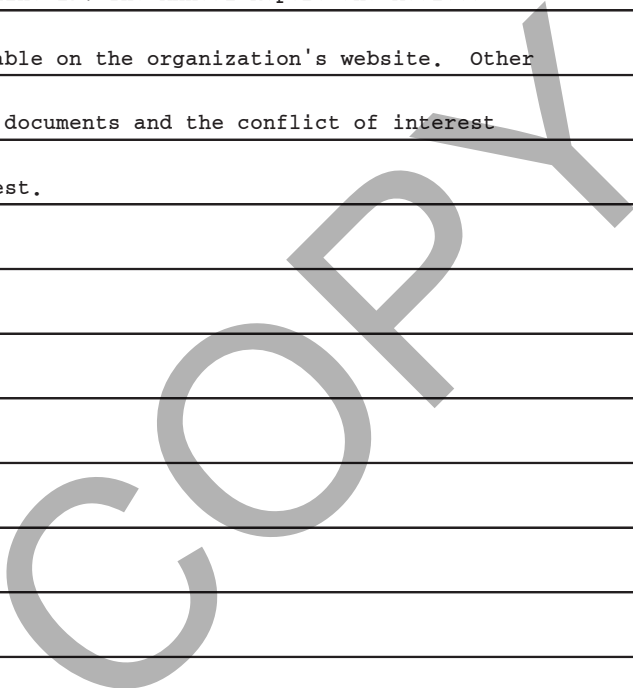 able on the organization's website.  Other
documents and the conflict of interest
est.
COPY